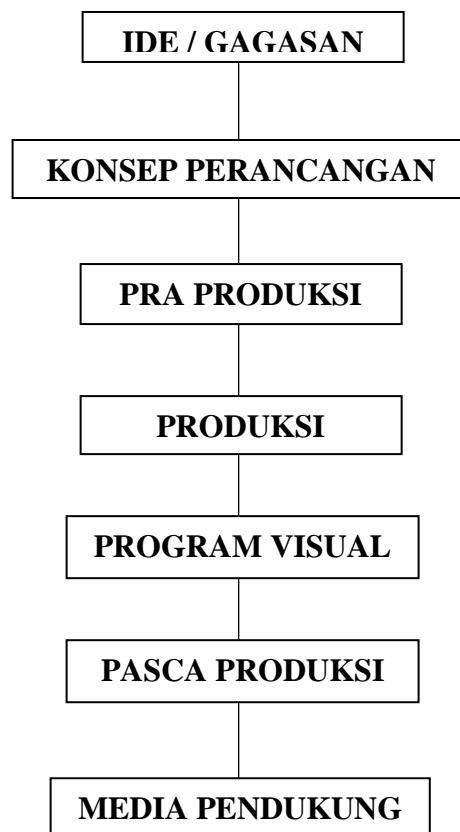 IDE / GAGASAN
KONSEP PERANCANGAN
PRA PRODUKSI
PRODUKSI
PROGRAM VISUAL
PASCA PRODUKSI
MEDIA PENDUKUNG